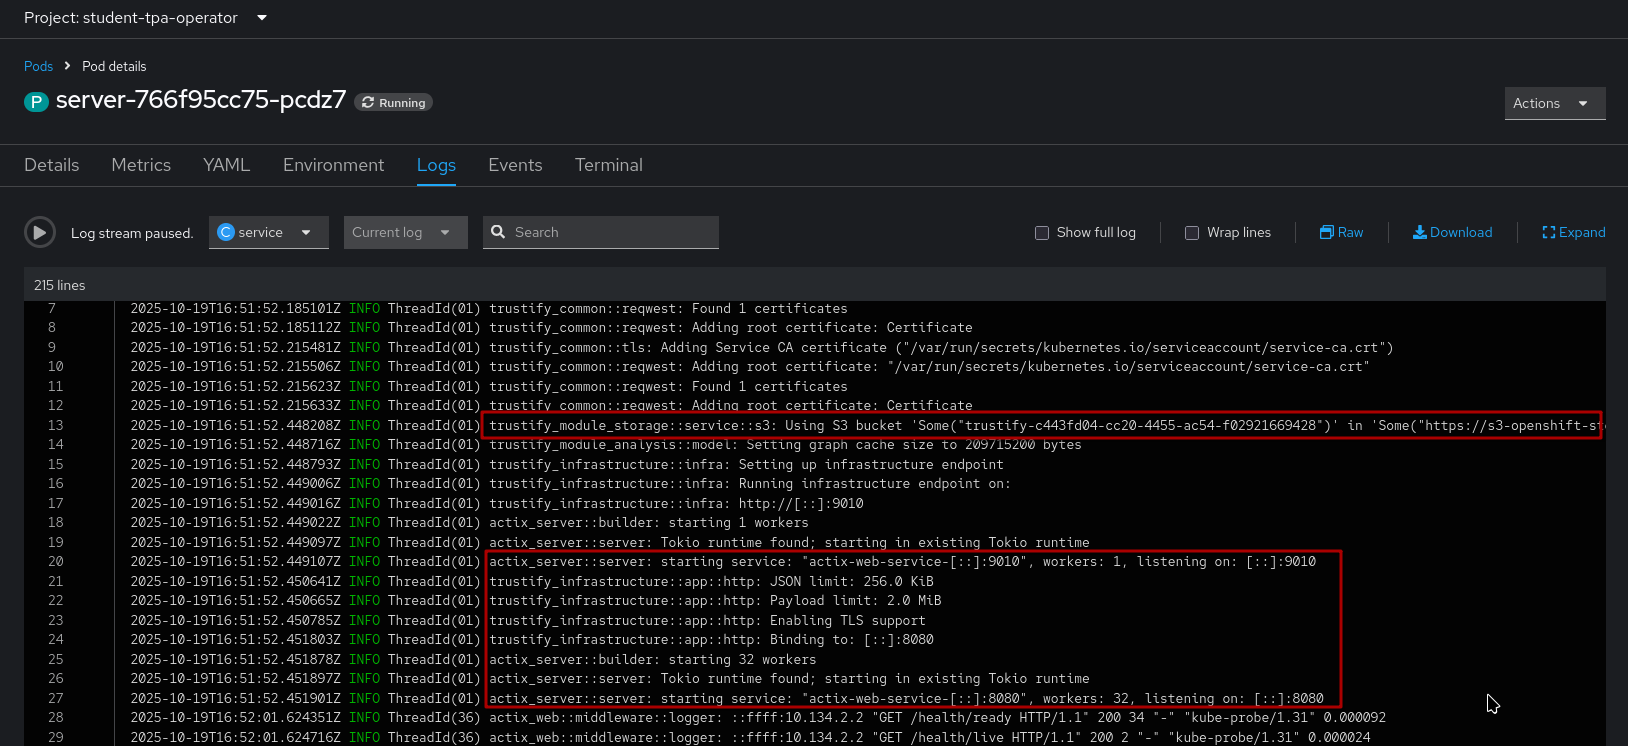 Project: student-tpa-operator
Pods > Pod details
P server-766f95cc75-pcdz7 Running
Actions
Details Metrics YAML Environment Logs Events Terminal
Log stream paused. C service Current log Search Show full log Wrap lines Raw Download Expand
215 lines
7 2025-10-19T16:51:52.185101Z INFO ThreadId(01) trustify_common::reqwest: Found 1 certificates
8 2025-10-19T16:51:52.185112Z INFO ThreadId(01) trustify_common::reqwest: Adding root certificate: Certificate
9 2025-10-19T16:51:52.215481Z INFO ThreadId(01) trustify_common::tls: Adding Service CA certificate ("/var/run/secrets/kubernetes.io/serviceaccount/service-ca.crt")
10 2025-10-19T16:51:52.215506Z INFO ThreadId(01) trustify_common::reqwest: Adding root certificate: "/var/run/secrets/kubernetes.io/serviceaccount/service-ca.crt"
11 2025-10-19T16:51:52.215623Z INFO ThreadId(01) trustify_common::reqwest: Found 1 certificates
12 2025-10-19T16:51:52.215633Z INFO ThreadId(01) trustify_common::reqwest: Adding root certificate: Certificate
13 2025-10-19T16:51:52.448208Z INFO ThreadId(01) trustify_module_storage::service::s3: Using S3 bucket 'Some("trustify-c443fd04-cc20-4455-ac54-f02921669428")' in 'Some("https://s3-openshift-st
14 2025-10-19T16:51:52.448716Z INFO ThreadId(01) trustify_module_analysis::model: Setting graph cache size to 209715200 bytes
15 2025-10-19T16:51:52.448793Z INFO ThreadId(01) trustify_infrastructure::infra: Setting up infrastructure endpoint
16 2025-10-19T16:51:52.449006Z INFO ThreadId(01) trustify_infrastructure::infra: Running infrastructure endpoint on:
17 2025-10-19T16:51:52.449016Z INFO ThreadId(01) trustify_infrastructure::infra: http://[::]:9010
18 2025-10-19T16:51:52.449022Z INFO ThreadId(01) actix_server::builder: starting 1 workers
19 2025-10-19T16:51:52.449097Z INFO ThreadId(01) actix_server::server: Tokio runtime found; starting in existing Tokio runtime
20 2025-10-19T16:51:52.449107Z INFO ThreadId(01) actix_server::server: starting service: "actix-web-service-[::]:9010", workers: 1, listening on: [::]:9010
21 2025-10-19T16:51:52.450641Z INFO ThreadId(01) trustify_infrastructure::app::http: JSON limit: 256.0 KiB
22 2025-10-19T16:51:52.450665Z INFO ThreadId(01) trustify_infrastructure::app::http: Payload limit: 2.0 MiB
23 2025-10-19T16:51:52.450785Z INFO ThreadId(01) trustify_infrastructure::app::http: Enabling TLS support
24 2025-10-19T16:51:52.451803Z INFO ThreadId(01) trustify_infrastructure::app::http: Binding to: [::]:8080
25 2025-10-19T16:51:52.451878Z INFO ThreadId(01) actix_server::builder: starting 32 workers
26 2025-10-19T16:51:52.451897Z INFO ThreadId(01) actix_server::server: Tokio runtime found; starting in existing Tokio runtime
27 2025-10-19T16:51:52.451901Z INFO ThreadId(01) actix_server::server: starting service: "actix-web-service-[::]:8080", workers: 32, listening on: [::]:8080
28 2025-10-19T16:52:01.624351Z INFO ThreadId(36) actix_web::middleware::logger: ::ffff:10.134.2.2 "GET /health/ready HTTP/1.1" 200 34 "-" "kube-probe/1.31" 0.000092
29 2025-10-19T16:52:01.624716Z INFO ThreadId(36) actix_web::middleware::logger: ::ffff:10.134.2.2 "GET /health/live HTTP/1.1" 200 2 "-" "kube-probe/1.31" 0.000024